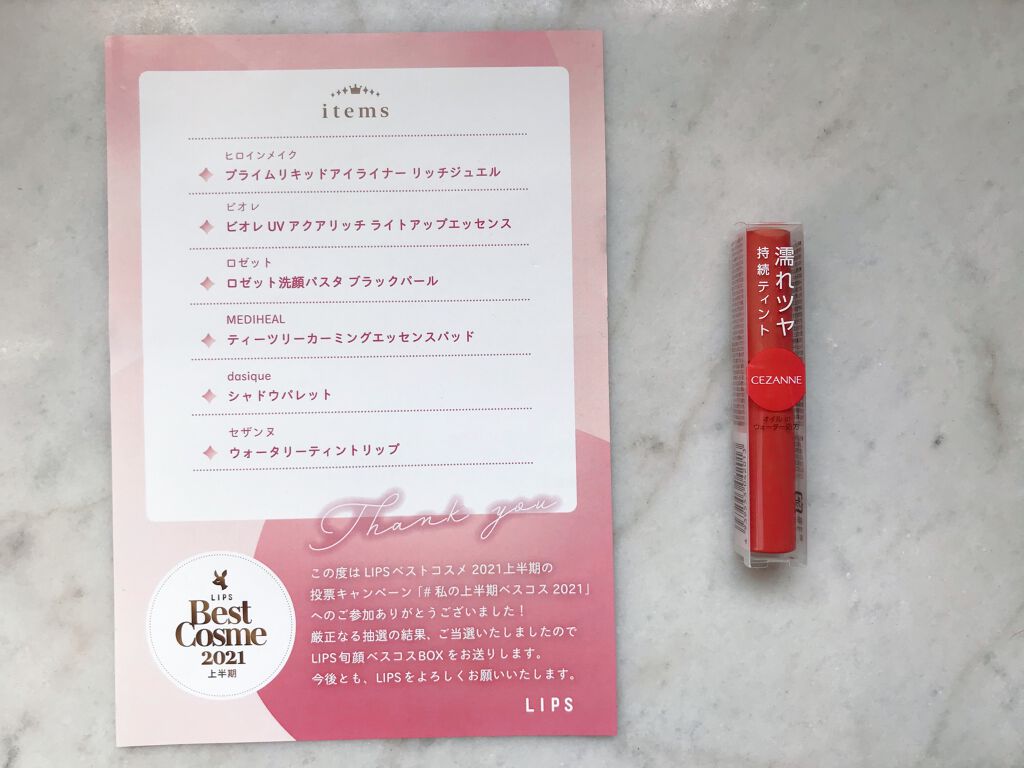 items
ヒロインメイク
プライムリキッドアイライナー リッチジュエル
ビオレ
ビオレ UV アクアリッチ ライトアップエッセンス
ロゼット
ロゼット洗顔パスタ ブラックパール
MEDIHEAL
ティーツリーカーミングエッセンスパッド
dasique
シャドウパレット
セザンヌ
ウォータリーティントリップ
Thank you
この度は LIPS ベストコスメ 2021上半期の
投票キャンペーン「# 私の上半期ベスコス 2021」
へのご参加ありがとうございました！
厳正なる抽選の結果、ご当選いたしましたので
LIPS旬顔ベスコスBOX をお送りします。
今後とも、LIPS をよろしくお願いいたします。
LIPS
LIPS
Best
Cosme
2021
上半期
濡れツヤ
持続ティント
CEZANNE
オイル in
ウォーター処方